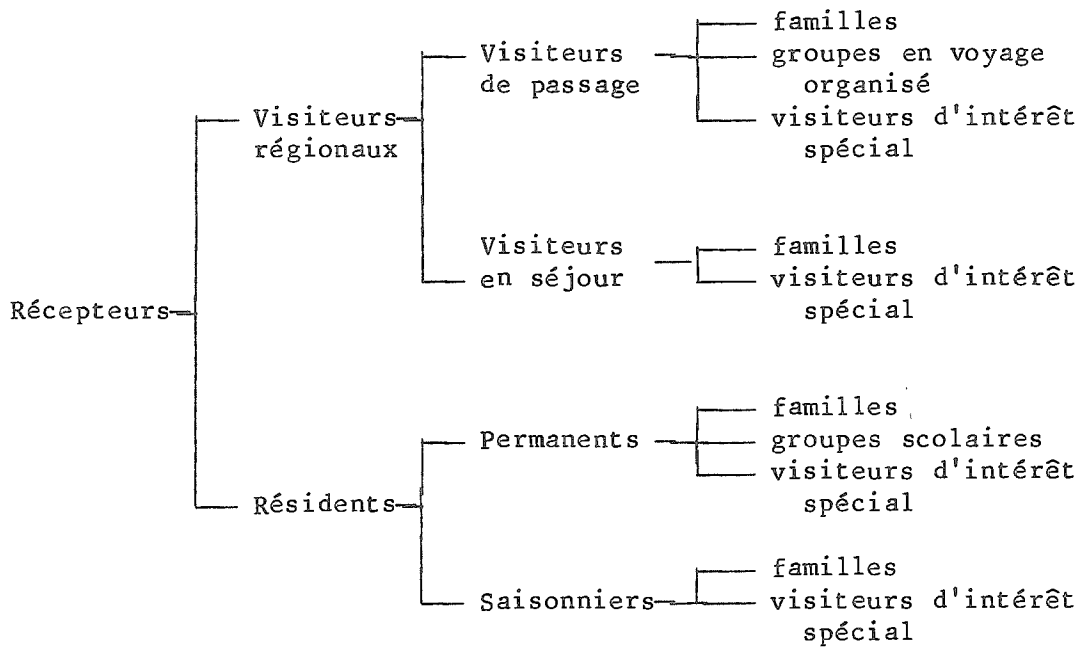 familles
Visiteurs
de passage
groupes en voyage
organisé
visiteurs d'intérêt
spécial
Visiteurs
régionaux
Visiteurs
en séjour
familles
visiteurs d'intérêt
spécial
Récepteurs
Permanents
familles
groupes scolaires
visiteurs d'intérêt
spécial
Résidents
Saisonniers
familles
visiteurs d'intérêt
spécial